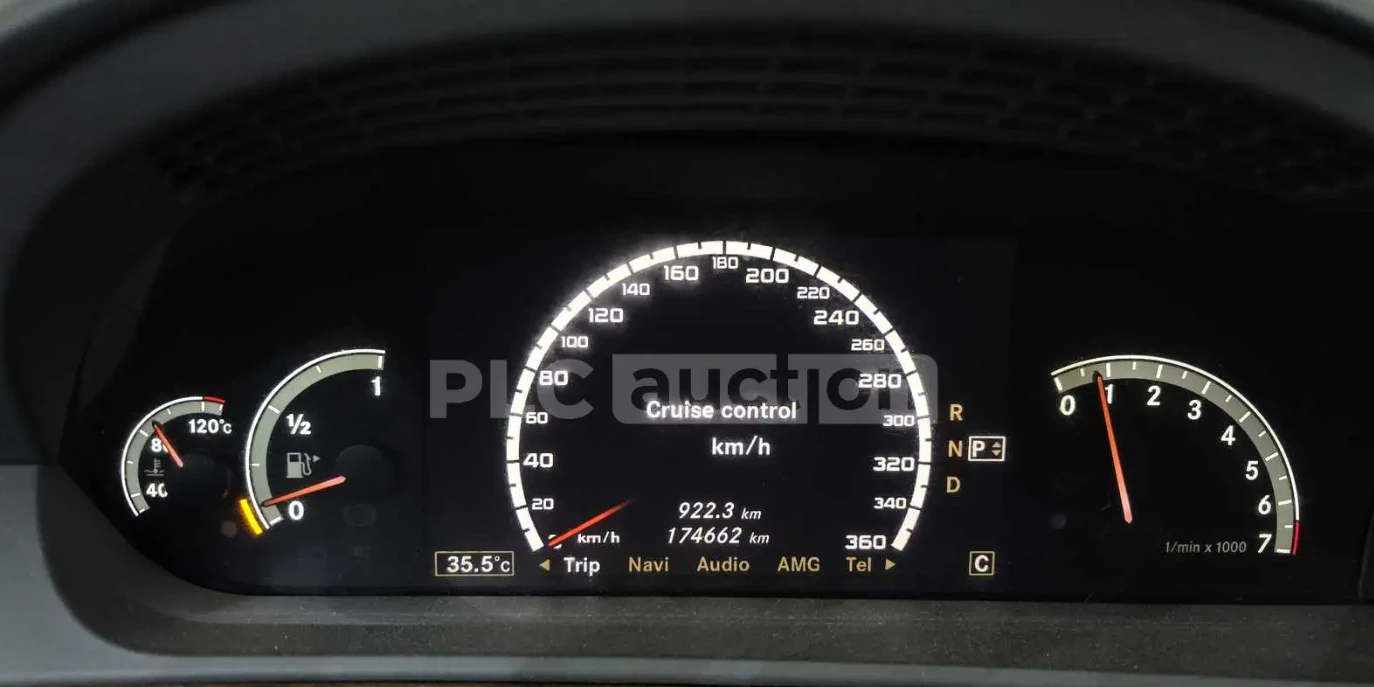 120°c
80
40
1
½
0
0
20
40
60
80
100
120
140
160
180
200
220
240
260
280
300
320
340
360
km/h
PLC auction
Cruise control
km/h
922.3 km
174662 km
35.5°c
Trip Navi Audio AMG Tel
R
N P
D
C
0 1 2 3 4 5 6 7
1/min x 1000